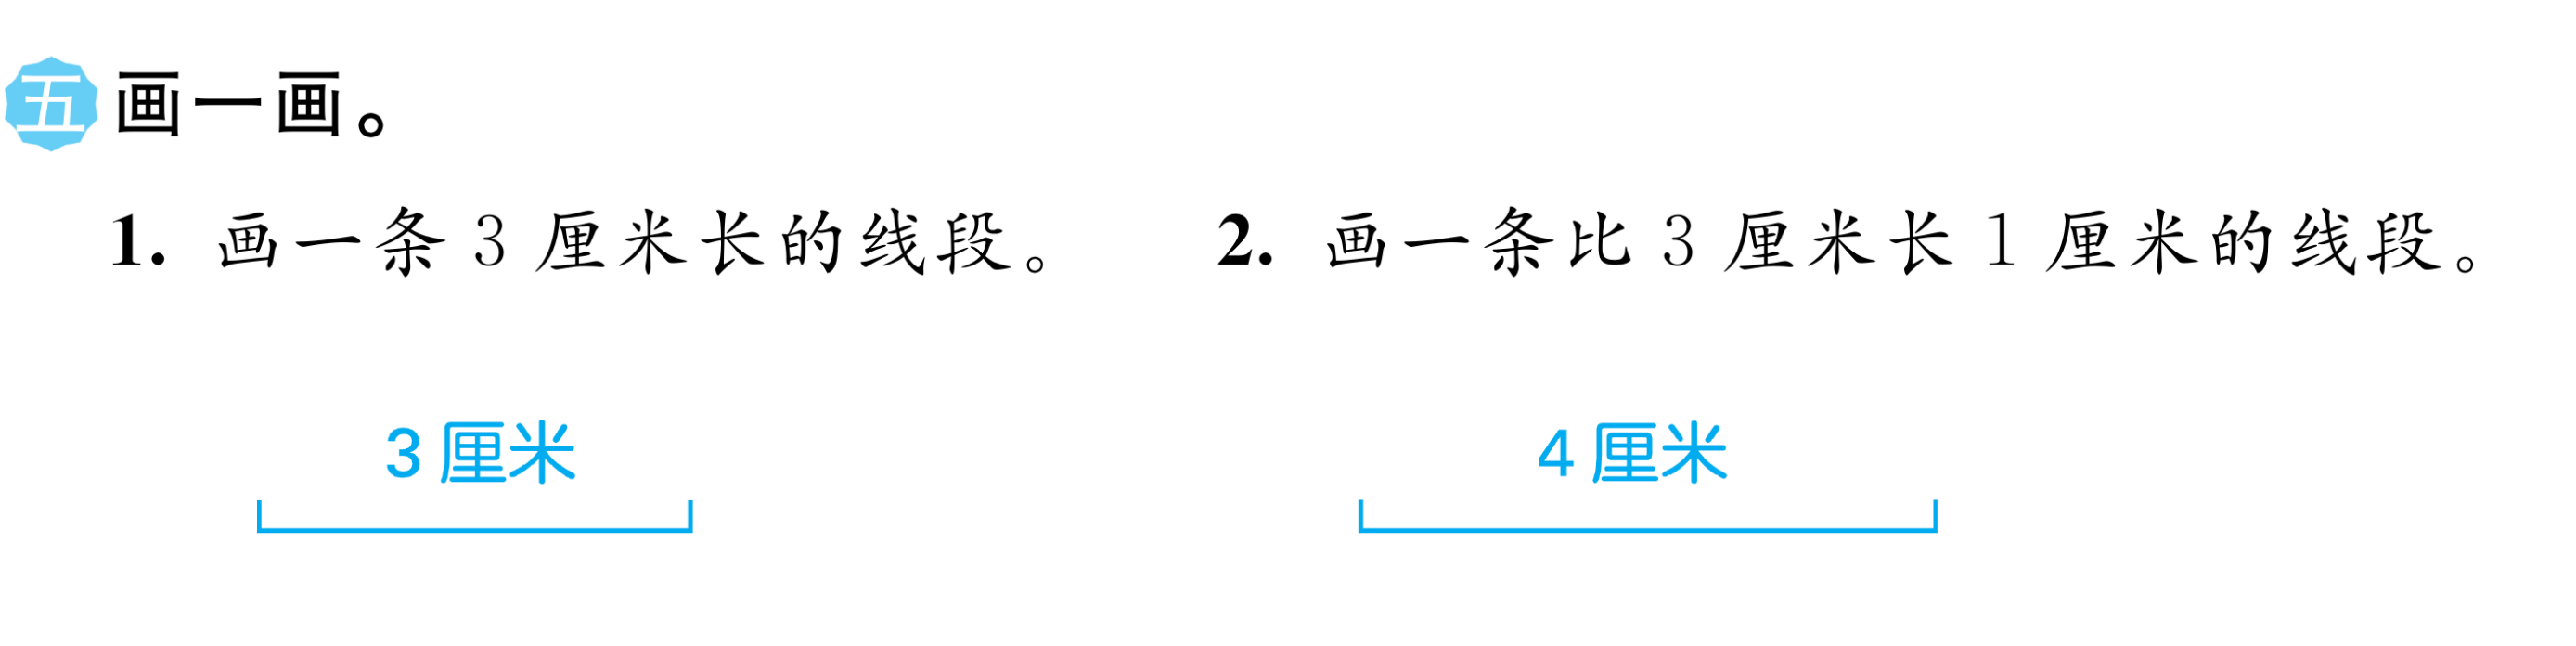 五 画一画。
1. 画一条 3 厘米长的线段。 2. 画一条比 3 厘米长 1 厘米的线段。
3 厘米 4 厘米